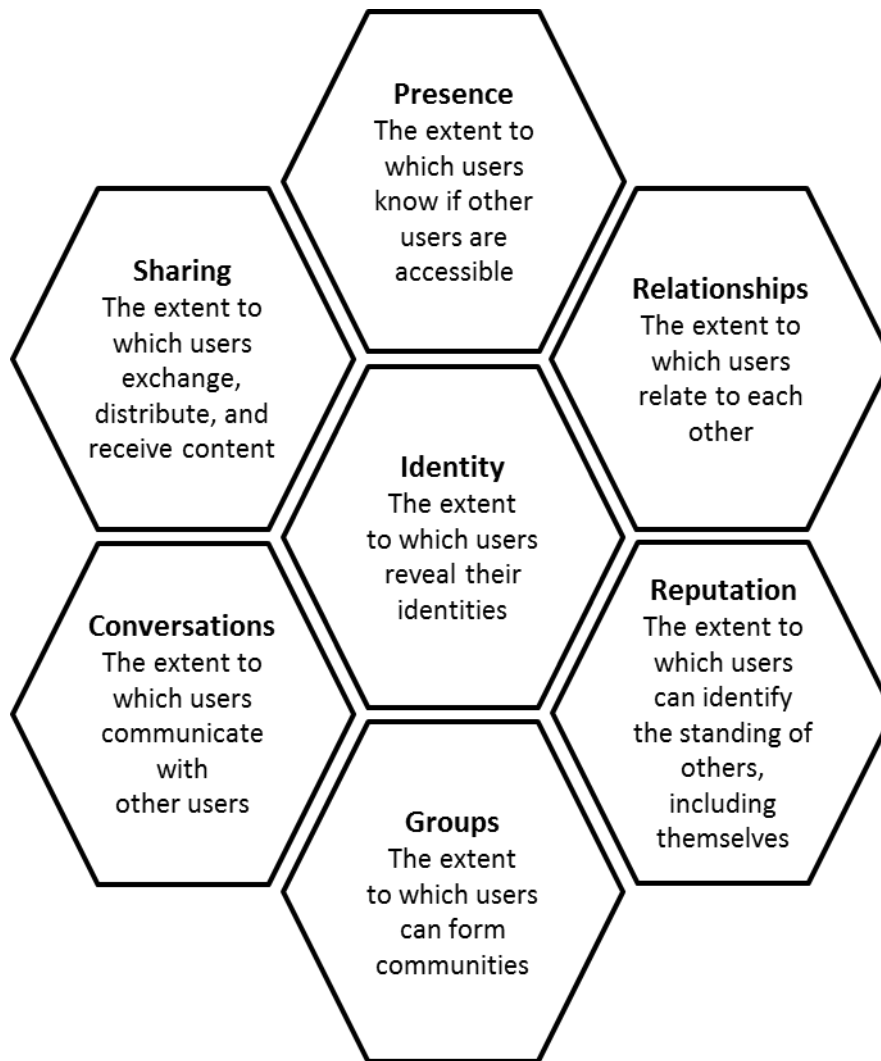 Presence
The extent to
which users
know if other
users are
accessible
Sharing
The extent to
which users
exchange,
distribute, and
receive content
Relationships
The extent to
which users
relate to each
other
Identity
The extent
to which users
reveal their
identities
Conversations
The extent to
which users
communicate
with
other users
Reputation
The extent to
which users
can identify
the standing of
others,
including
themselves
Groups
The extent
to which users
can form
communities